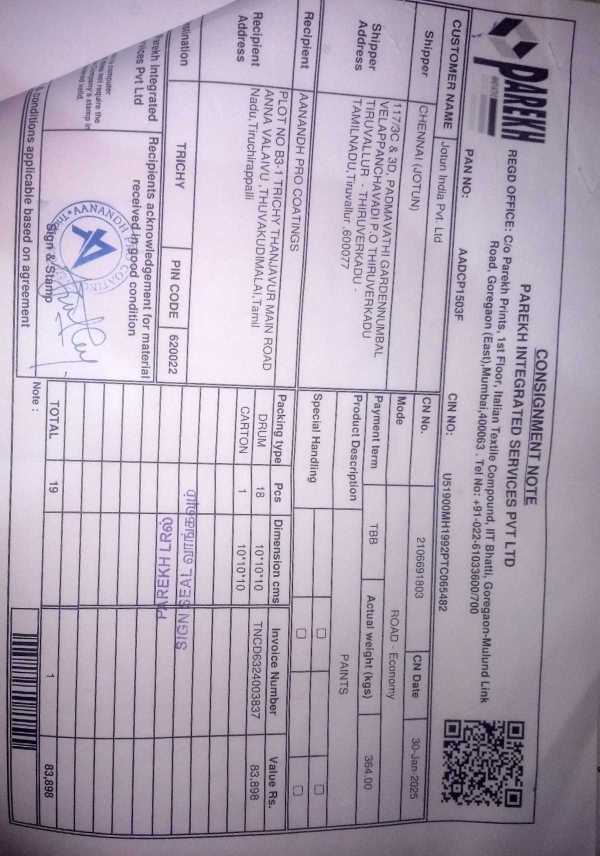 CONSIGNMENT NOTE
PAREKH
PAREKH INTEGRATED SERVICES PVT LTD
REGD OFFICE: C/o Parekh Prints, 1st Floor, Italian Textile Compound, IIT Bhatti, Goregaon-Mulund Link
Road, Goregaon (East),Mumbai,400063 . Tel No: +91-022-61033600/700
PAN NO: AADCP1503F CIN NO: U51900MH1992PTC065482
CUSTOMER NAME Jotun India Pvt. Ltd
CN No. 2106691803 CN Date 30-Jan-2025
Shipper CHENNAI (JOTUN)
Mode ROAD - Economy
Shipper Address
117/3C & 3D, PADMAVATHI GARDENNUMBAL
VELAPPANCHAVADI P.O THIRUVERKADU
TIRUVALLUR - THIRUVERKADU -
TAMILNADU,Tiruvallur ,600077
Payment term TBB Actual weight (kgs) 364.00
Product Description PAINTS
Special Handling
Recipient AANANDH PRO COATINGS
Recipient Address
PLOT NO B3-1 TRICHY THANJAVUR MAIN ROAD
ANNA VALAIVU ,THUVAKUDIMALAI,Tamil
Nadu,Tiruchirappalli
Packing type Pcs Dimension cms Invoice Number Value Rs.
DRUM 18 10*10*10 TNCD6324003837 83,898
CARTON 1 10*10*10
TRICHY PIN CODE 620022
SIGN SEAL
PAREKH
Parekh Integrated
Services Pvt Ltd
Recipients acknowledgement for material
received in good condition
AANANDH
A
Sign & Stamp
TOTAL 19 1 83,898
conditions applicable based on agreement
Note :